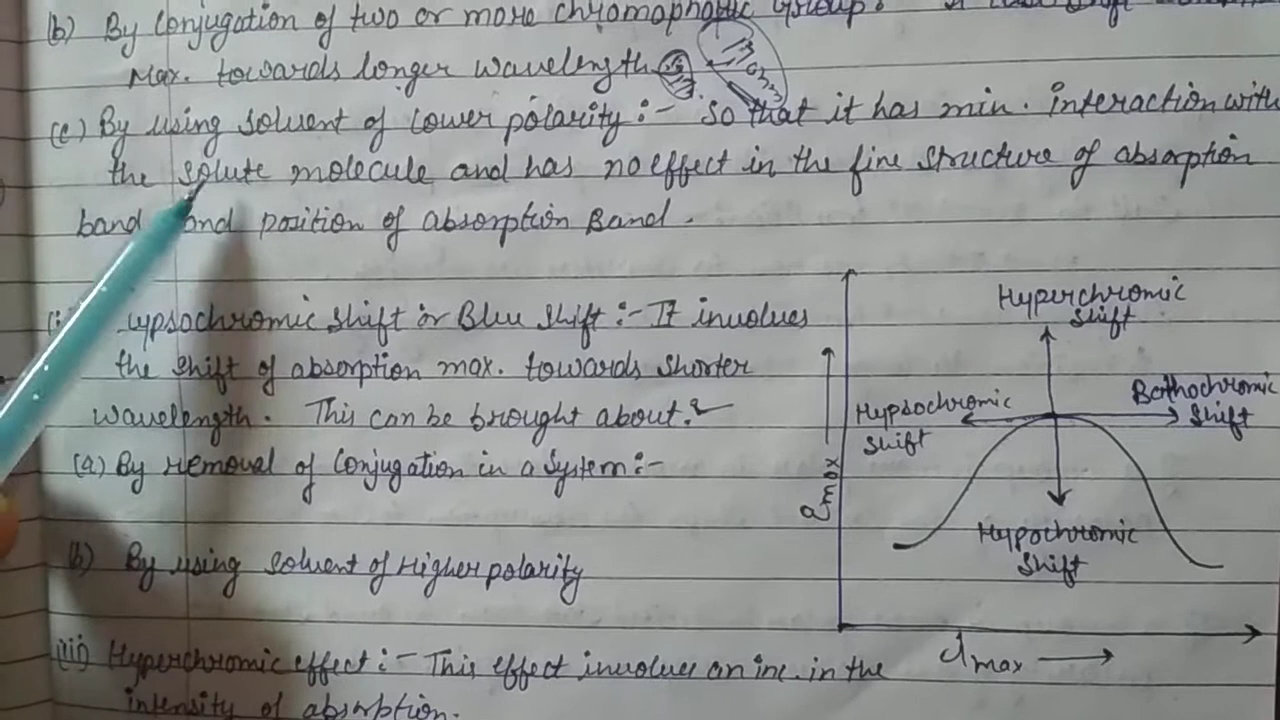 (b) By Conjugation of two or more chromophoric Group:-
Max. towards longer wavelength
(c) By using solvent of Lower polarity :- So that it has min. interaction with
the solute molecule and has no effect in the fine structure of absorption
band and position of absorption Band.
Hypsochromic shift or Blue shift :- It involves
the shift of absorption max. towards shorter
wavelength. This can be brought about:-
(a) By Removal of Conjugation in a System :-
(b) By using solvent of Higher polarity
(iii) Hyperchromic effect :- This effect involves an inc. in the
intensity of absorption.
Hyperchromic
shift
Hypsochromic
shift
Bathochromic
shift
Hypochromic
shift
max
max